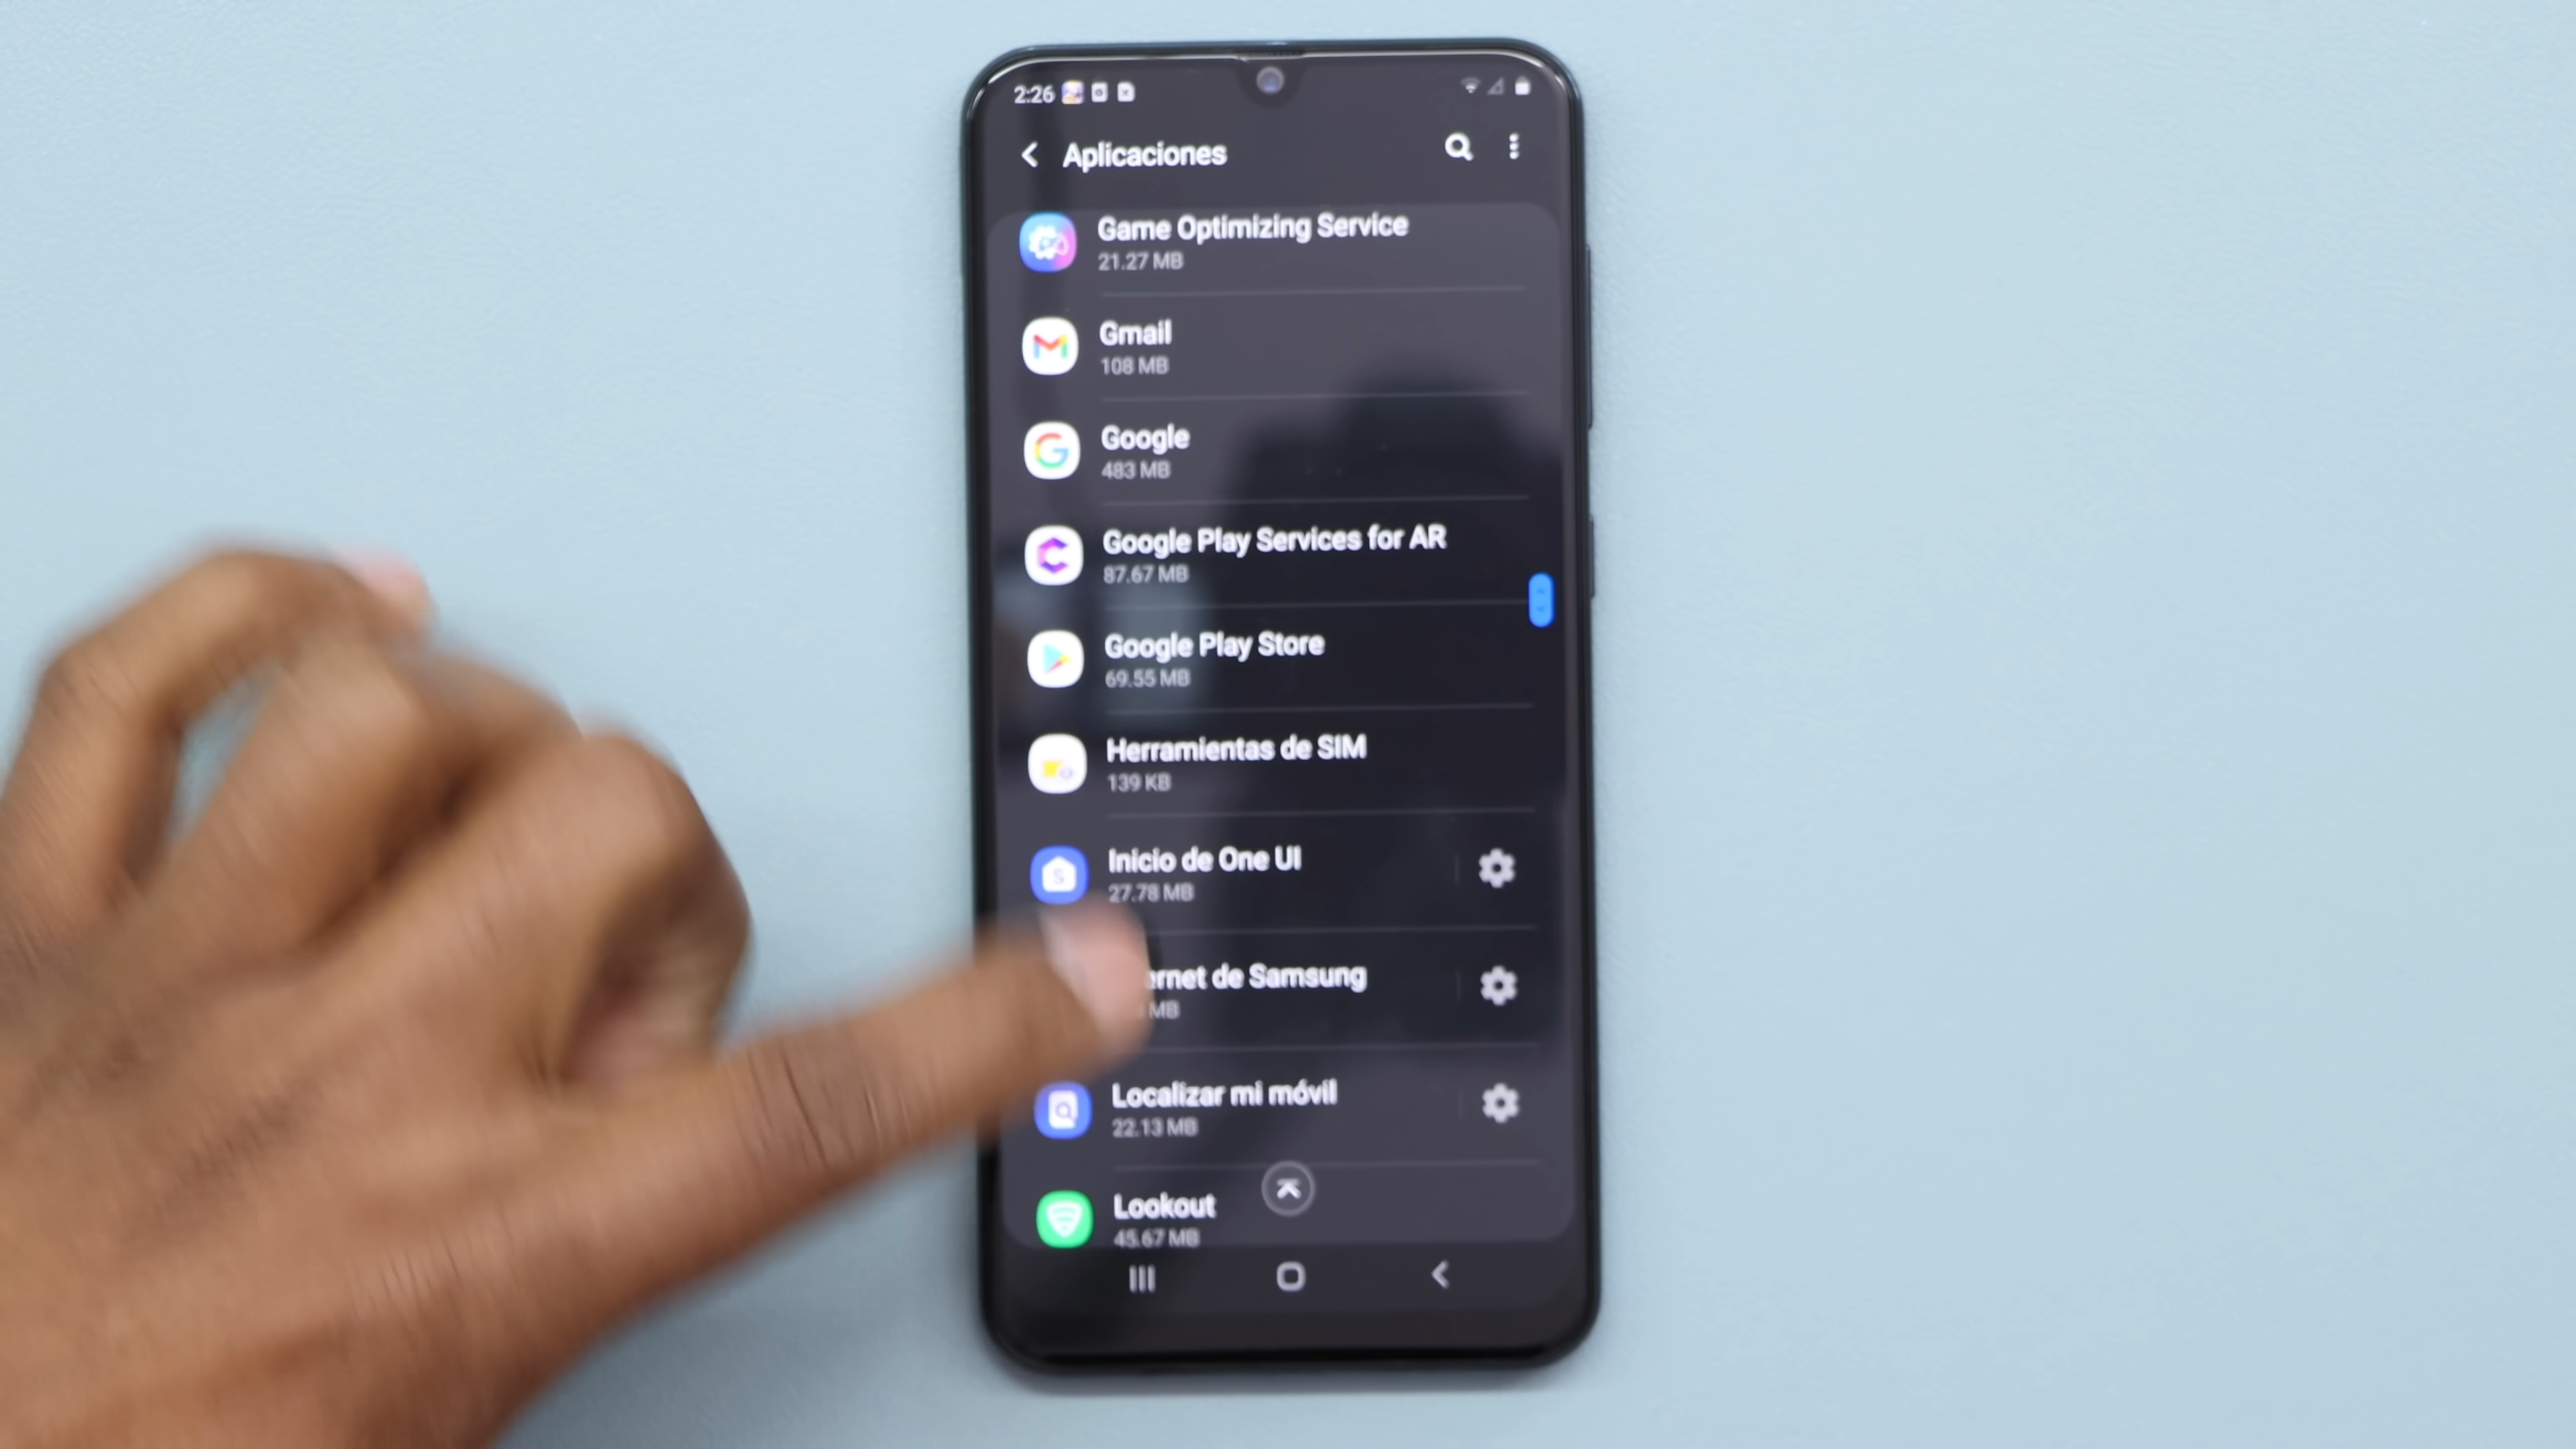 2:26
Aplicaciones
Game Optimizing Service
21.27 MB
Gmail
108 MB
Google
483 MB
Google Play Services for AR
87.67 MB
Google Play Store
69.55 MB
Herramientas de SIM
139 KB
Inicio de One UI
27.78 MB
de Samsung
MB
Localizar mi móvil
22.13 MB
Lookout
45.67 MB